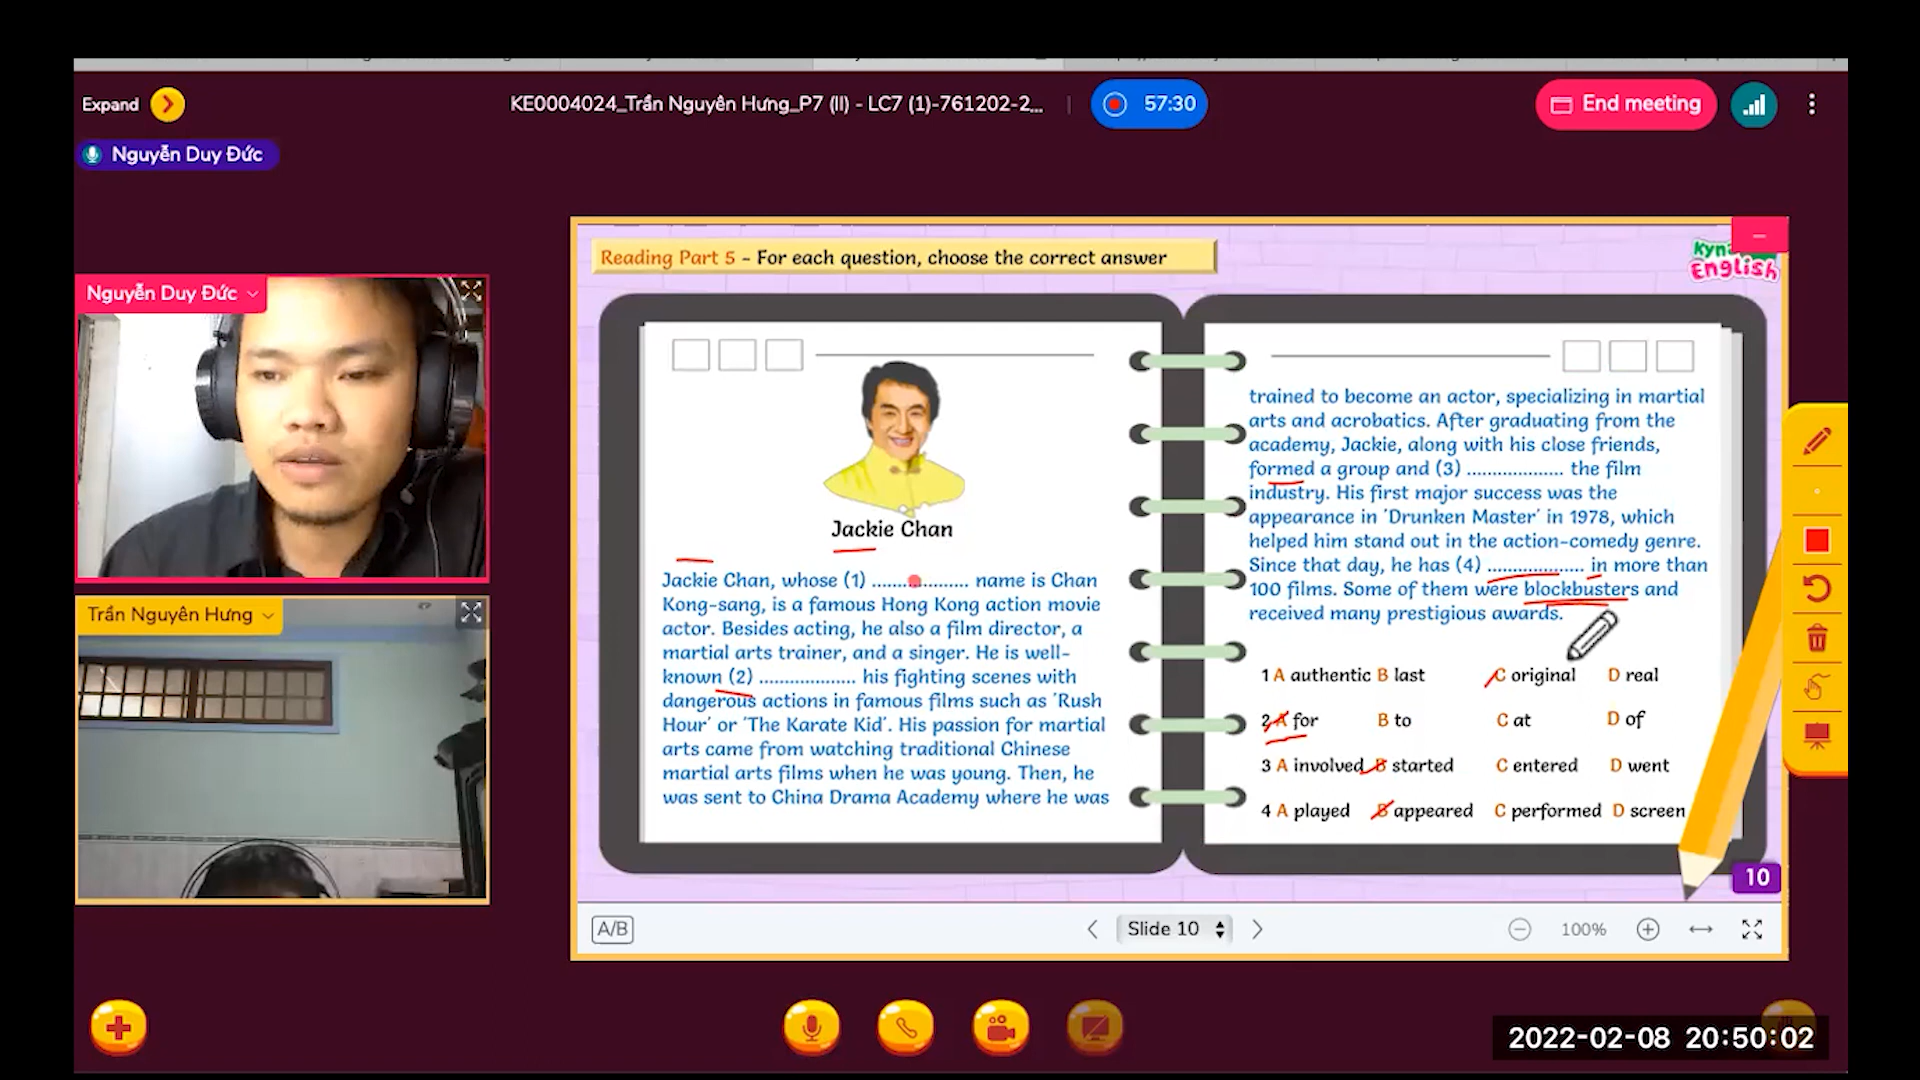 Expand
KE0004024_Trần Nguyên Hưng_P7 (II) - LC7 (1)-761202-2...
57:30
End meeting
Nguyễn Duy Đức
Nguyễn Duy Đức
Trần Nguyên Hưng
Reading Part 5 - For each question, choose the correct answer
English
Jackie Chan
Jackie Chan, whose (1) ................... name is Chan
Kong-sang, is a famous Hong Kong action movie
actor. Besides acting, he also a film director, a
martial arts trainer, and a singer. He is well-
known (2) ................... his fighting scenes with
dangerous actions in famous films such as 'Rush
Hour' or 'The Karate Kid'. His passion for martial
arts came from watching traditional Chinese
martial arts films when he was young. Then, he
was sent to China Drama Academy where he was
trained to become an actor, specializing in martial
arts and acrobatics. After graduating from the
academy, Jackie, along with his close friends,
formed a group and (3) ................... the film
industry. His first major success was the
appearance in 'Drunken Master' in 1978, which
helped him stand out in the action-comedy genre.
Since that day, he has (4) ................... in more than
100 films. Some of them were blockbusters and
received many prestigious awards.
1 A authentic B last C original D real
2 A for B to C at D of
3 A involved B started C entered D went
4 A played B appeared C performed D screen
10
A/B
Slide 10
100%
2022-02-08 20:50:02